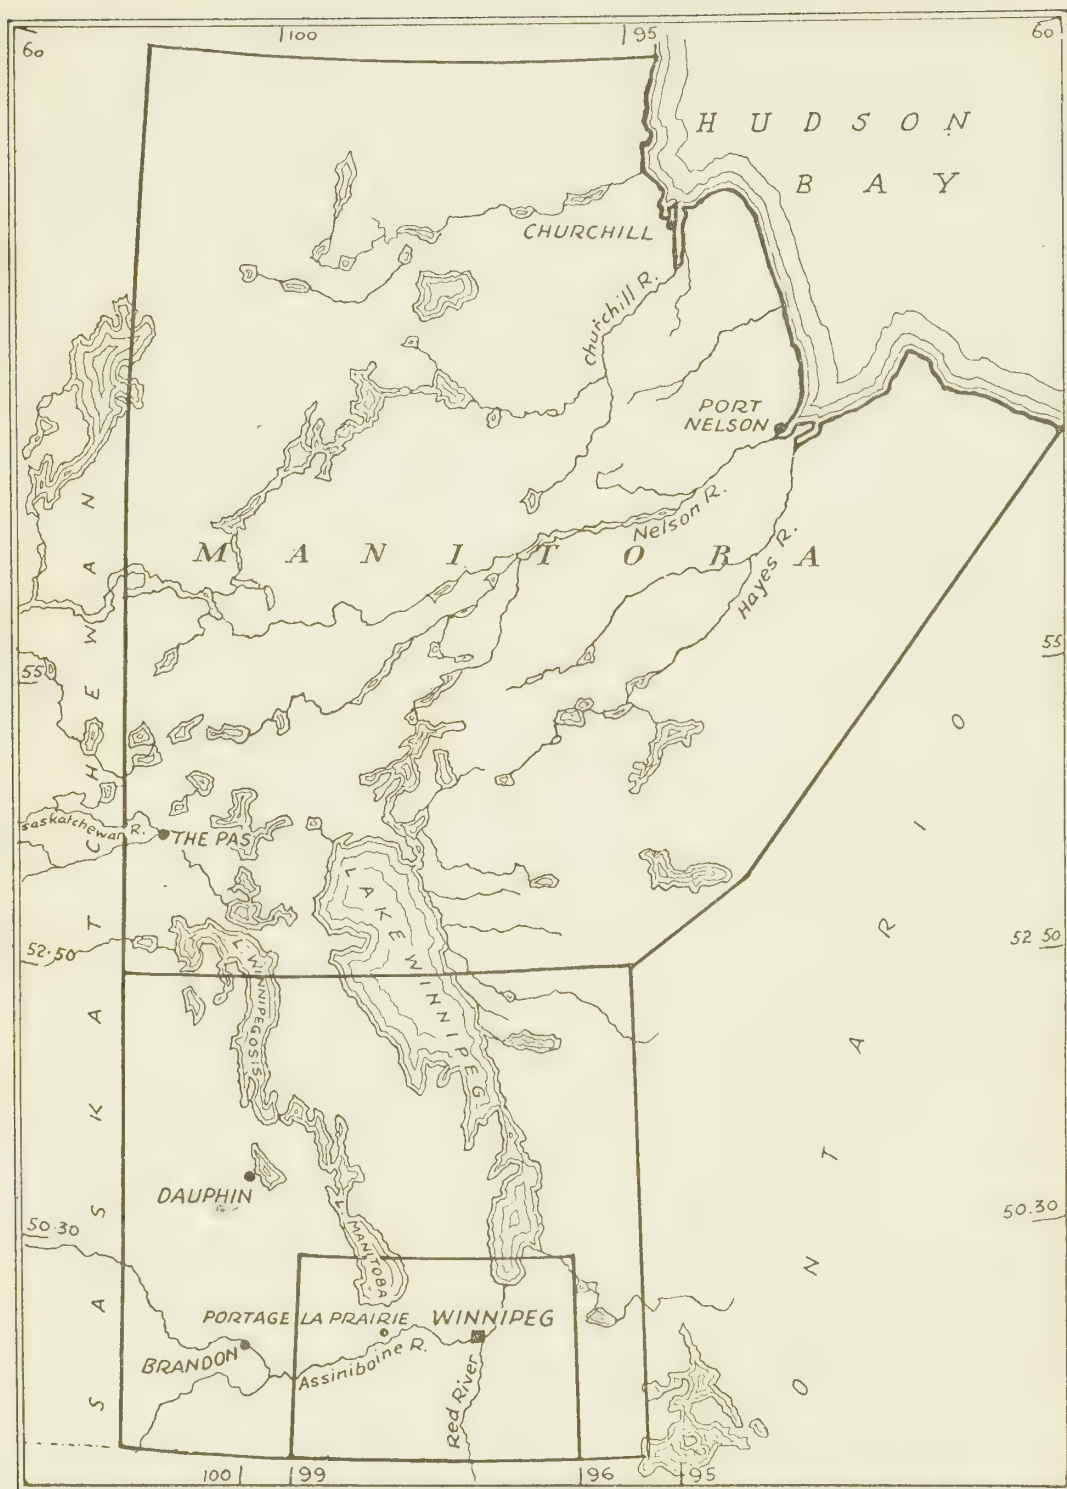 100
95
60
60
HUDSON
BAY
CHURCHILL
Churchill R.
PORT
NELSON
Nelson R.
MANITOBA
Hayes R.
55
55
Saskatchewan R.
THE PAS
LAKE WINNIPEG
52·50
52 50
L. WINNIPEGOSIS
SASKATCHEWAN
ONTARIO
DAUPHIN
50·30
50.30
L. MANITOBA
PORTAGE LA PRAIRIE
WINNIPEG
BRANDON
Assiniboine R.
Red River
100
99
96
95